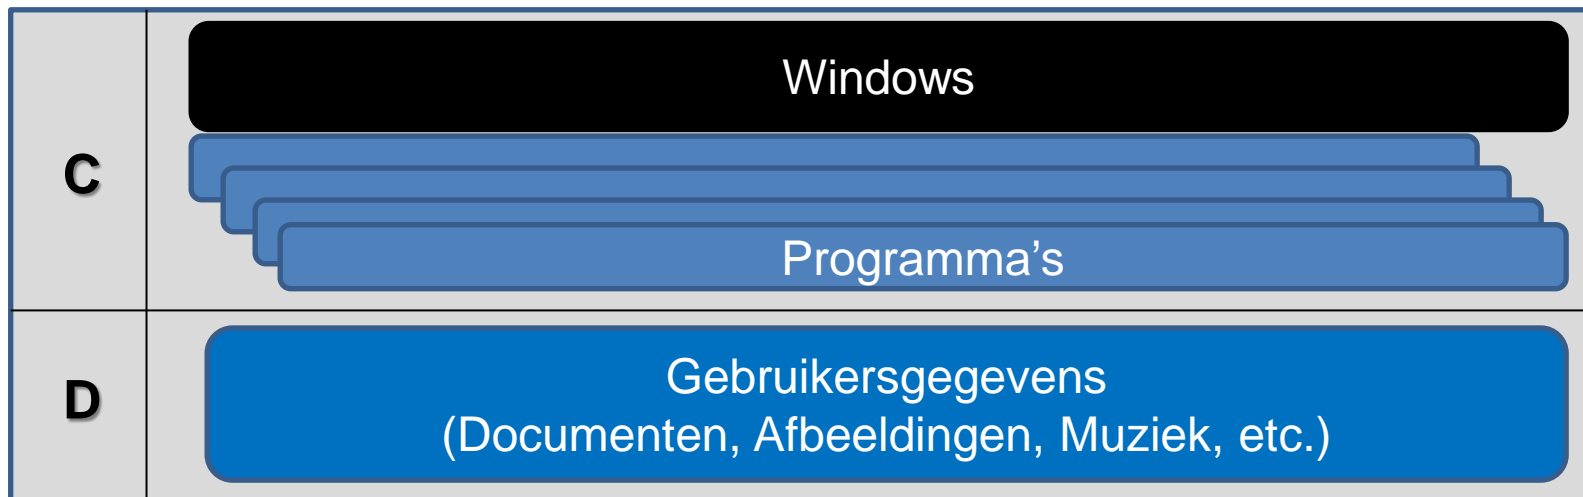 Windows
C
Programma’s
D
Gebruikersgegevens
(Documenten, Afbeeldingen, Muziek, etc.)